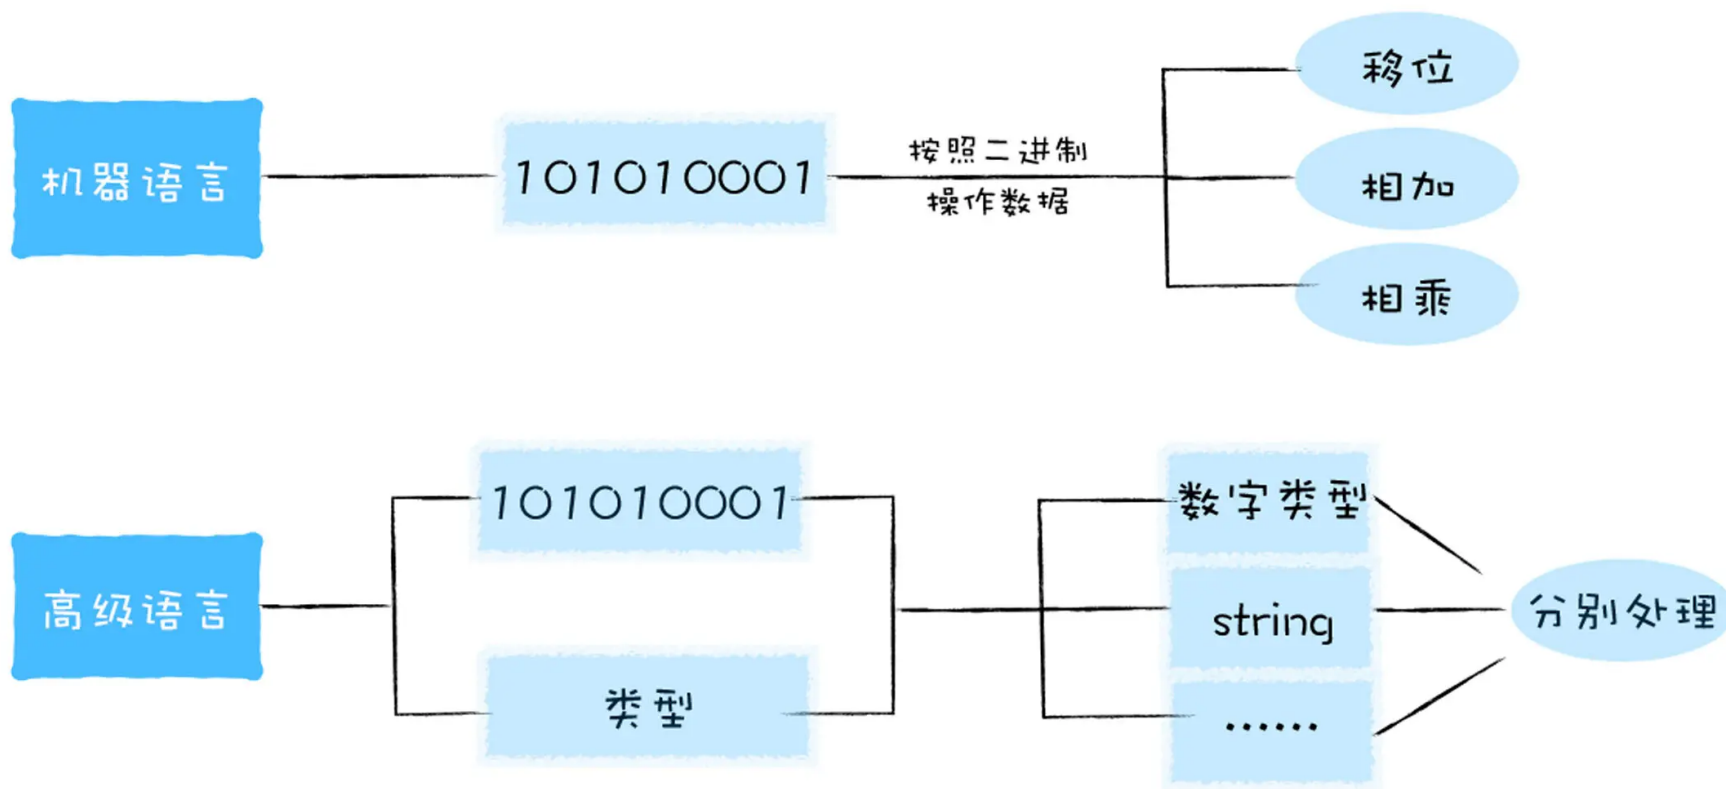 机器语言
101010001
按照二进制
操作数据
移位
相加
相乘
高级语言
101010001
类型
数字类型
string
......
分别处理